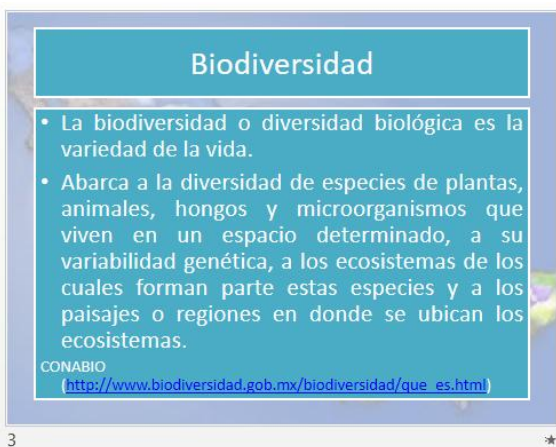 Biodiversidad
• La biodiversidad o diversidad biológica es la
variedad de la vida.
• Abarca a la diversidad de especies de plantas,
animales, hongos y microorganismos que
viven en un espacio determinado, a su
variabilidad genética, a los ecosistemas de los
cuales forman parte estas especies y a los
paisajes o regiones en donde se ubican los
ecosistemas.
CONABIO
(http://www.biodiversidad.gob.mx/biodiversidad/que_es.html)
3